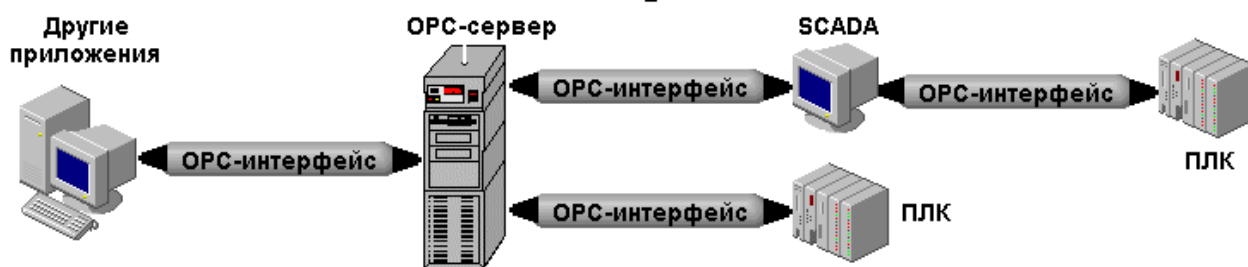 Другие
приложения
OPC-сервер
SCADA
OPC-интерфейс
OPC-интерфейс
OPC-интерфейс
OPC-интерфейс
ПЛК
ПЛК